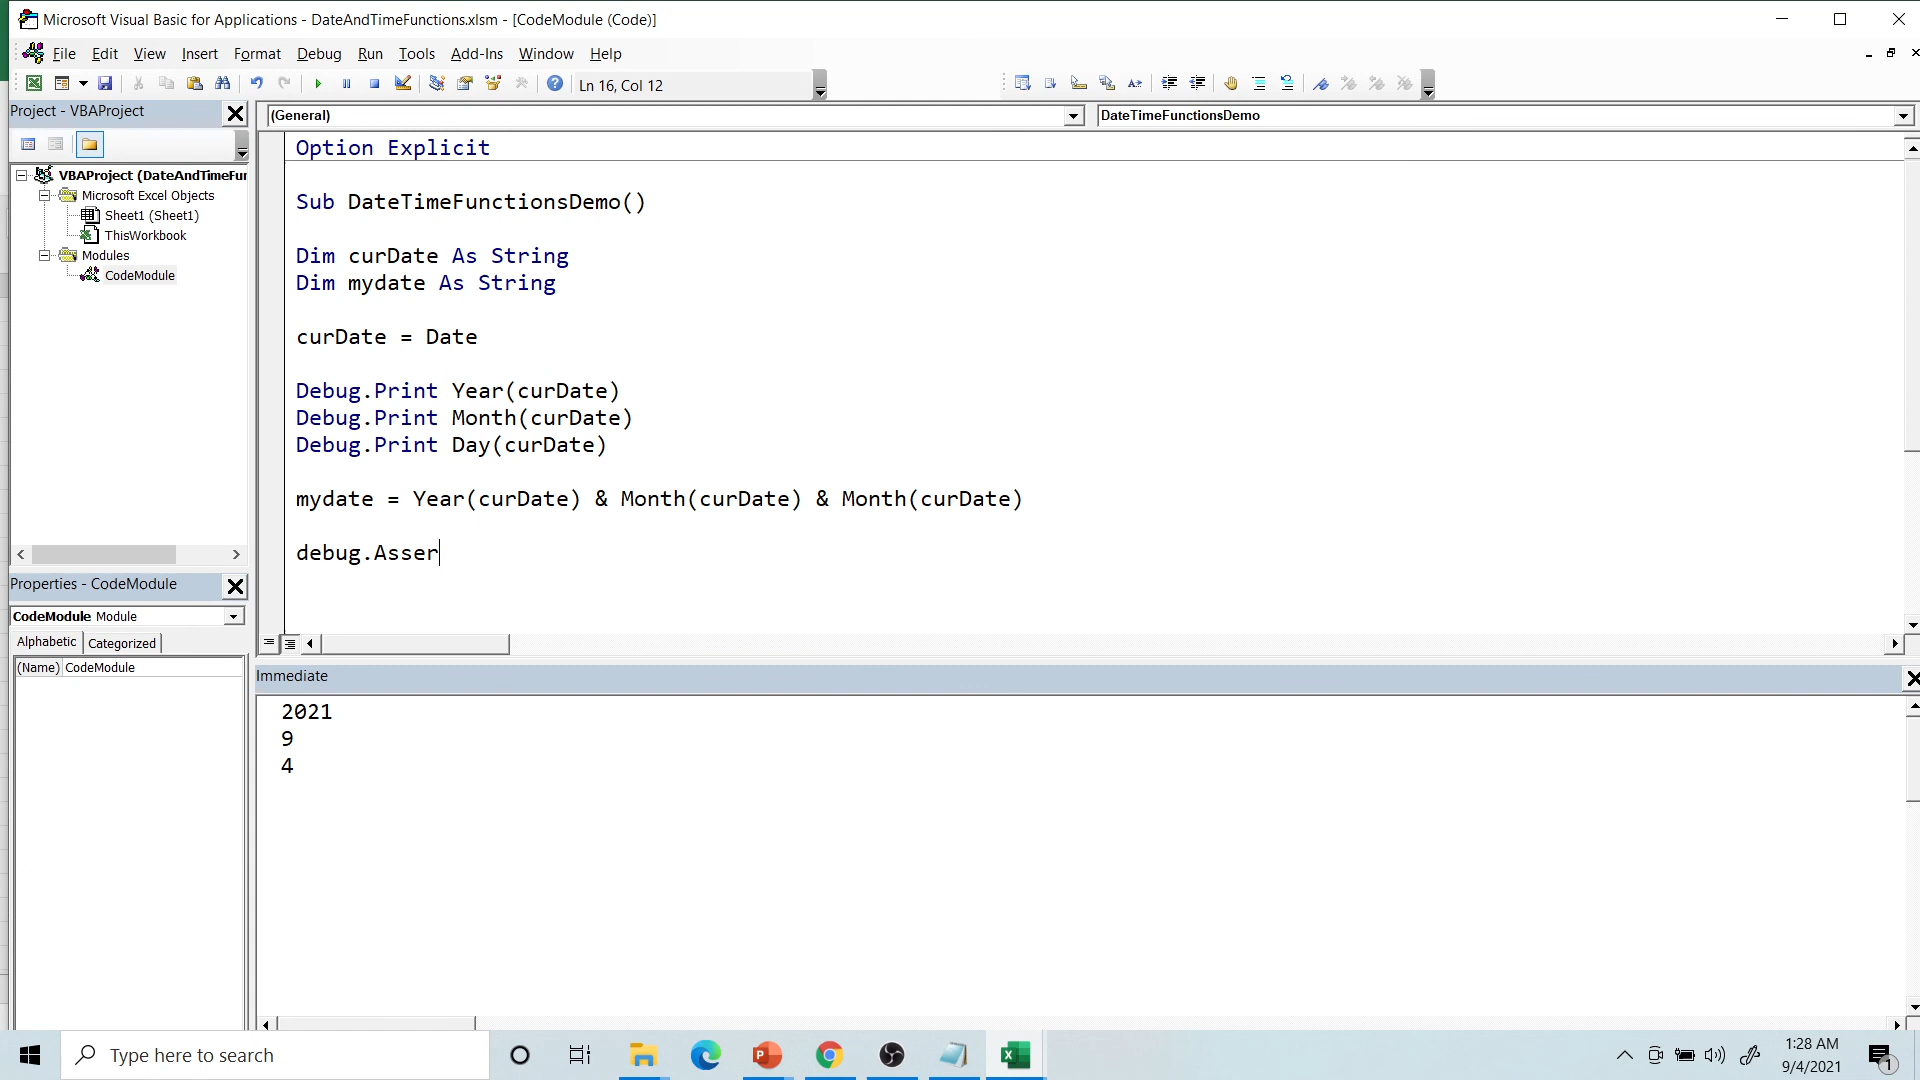 Microsoft Visual Basic for Applications - DateAndTimeFunctions.xlsm - [CodeModule (Code)]
File Edit View Insert Format Debug Run Tools Add-Ins Window Help
Ln 16, Col 12
Project - VBAProject
(General)
DateTimeFunctionsDemo
VBAProject (DateAndTimeFun
Microsoft Excel Objects
Sheet1 (Sheet1)
ThisWorkbook
Modules
CodeModule
Option Explicit
Sub DateTimeFunctionsDemo()
Dim curDate As String
Dim mydate As String
curDate = Date
Debug.Print Year(curDate)
Debug.Print Month(curDate)
Debug.Print Day(curDate)
mydate = Year(curDate) & Month(curDate) & Month(curDate)
debug.Asser
Properties - CodeModule
CodeModule Module
Alphabetic Categorized
(Name) CodeModule
Immediate
2021
9
4
Type here to search
1:28 AM
9/4/2021
1